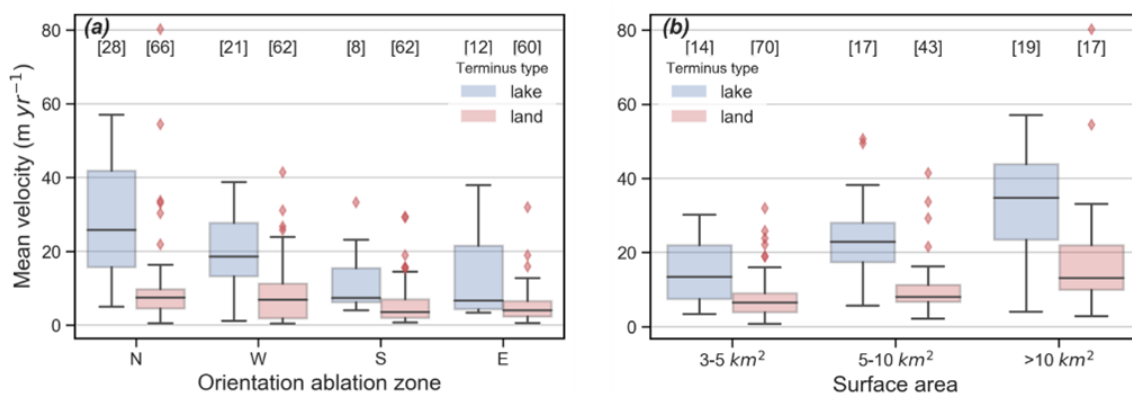 (a)
80
60
40
20
0
Mean velocity (m yr⁻¹)
[28] [66] [21] [62] [8] [62] [12] [60]
Terminus type
lake
land
N W S E
Orientation ablation zone
(b)
80
60
40
20
0
[14] [70] [17] [43] [19] [17]
Terminus type
lake
land
3-5 km² 5-10 km² >10 km²
Surface area